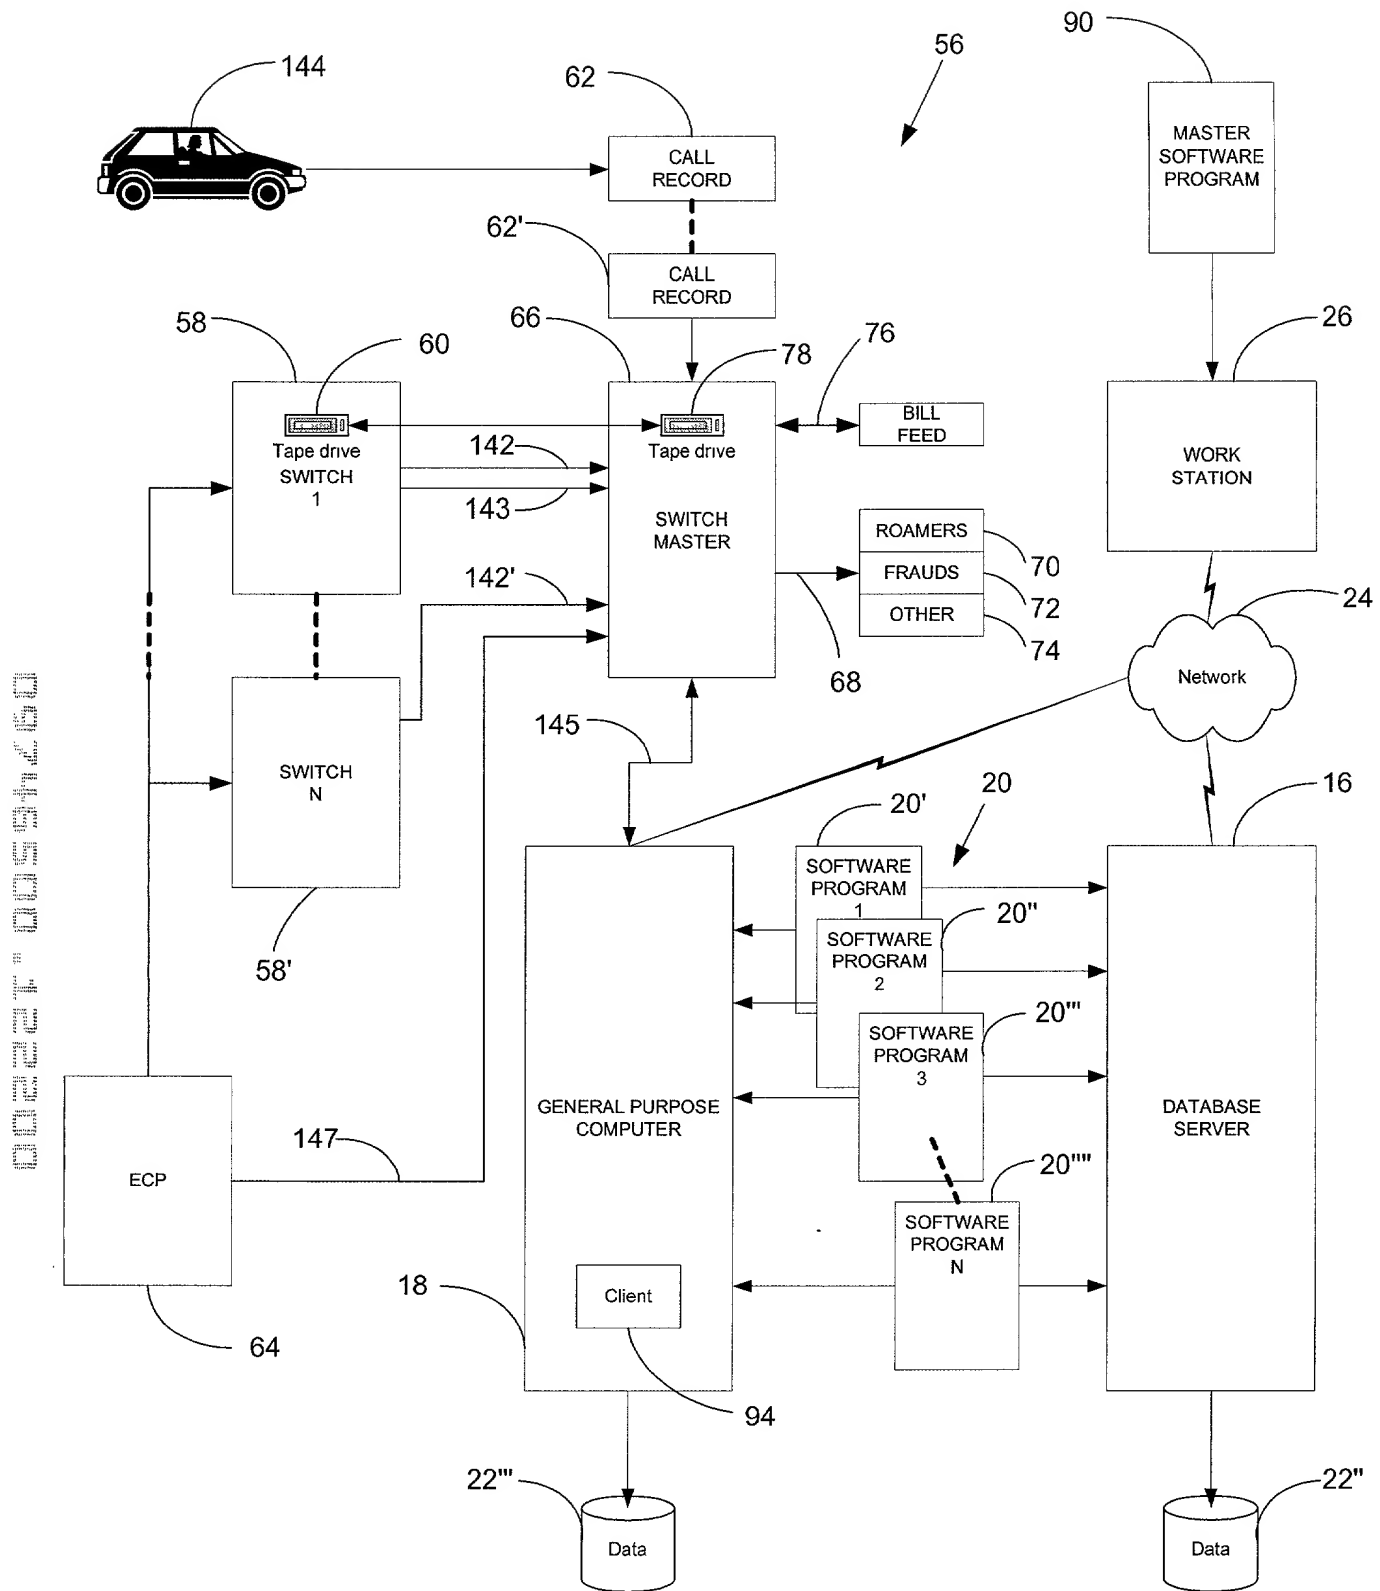 144
62
56
90
CALL
RECORD
MASTER
SOFTWARE
PROGRAM
62'
CALL
RECORD
58
60
66
78
76
26
Tape drive
SWITCH
1
142
143
Tape drive
SWITCH
MASTER
BILL
FEED
WORK
STATION
ROAMERS
FRAUDS
OTHER
70
72
74
142'
68
24
Network
SWITCH
N
145
58'
20'
20
16
SOFTWARE
PROGRAM
1
SOFTWARE
PROGRAM
2
20"
SOFTWARE
PROGRAM
3
20'"
GENERAL PURPOSE
COMPUTER
DATABASE
SERVER
ECP
147
20""
SOFTWARE
PROGRAM
N
18
Client
64
94
22'"
Data
22"
Data